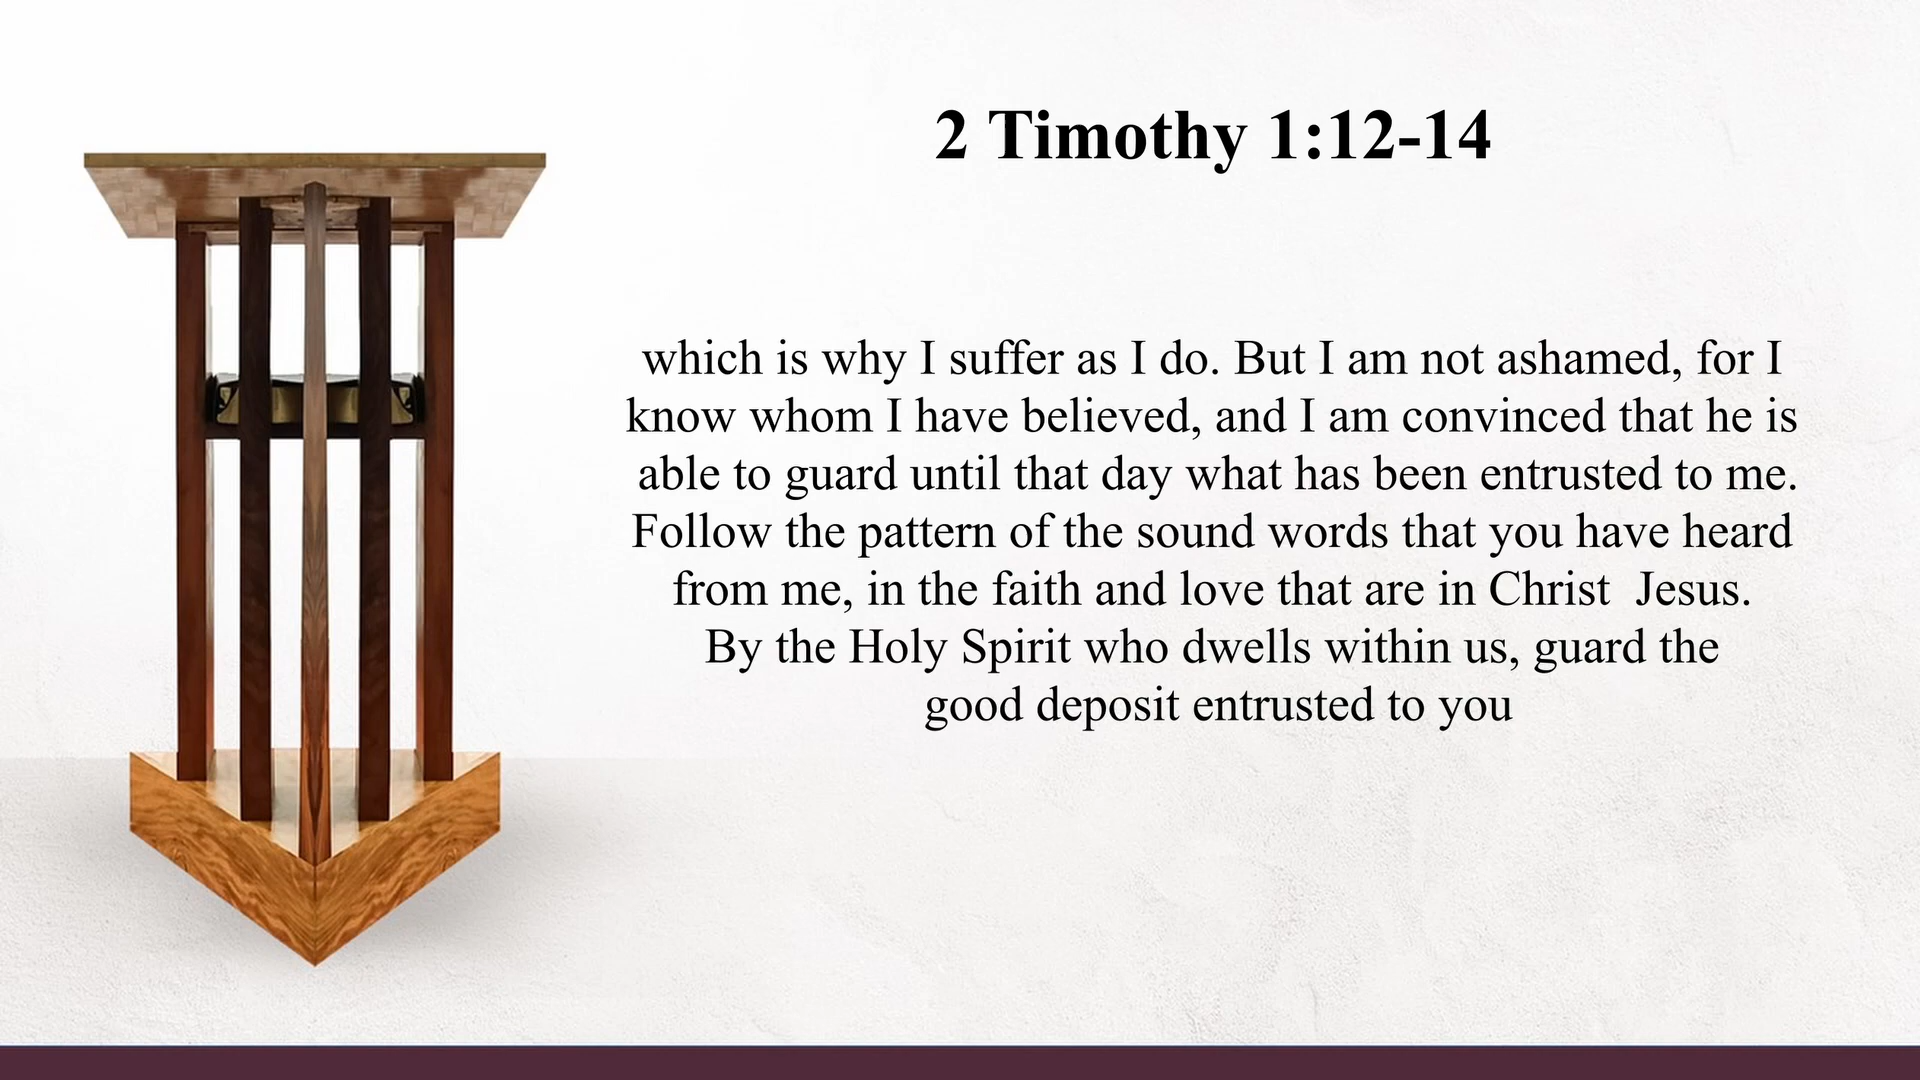 2 Timothy 1:12-14
which is why I suffer as I do. But I am not ashamed, for I
know whom I have believed, and I am convinced that he is
able to guard until that day what has been entrusted to me.
Follow the pattern of the sound words that you have heard
from me, in the faith and love that are in Christ  Jesus.
By the Holy Spirit who dwells within us, guard the
good deposit entrusted to you